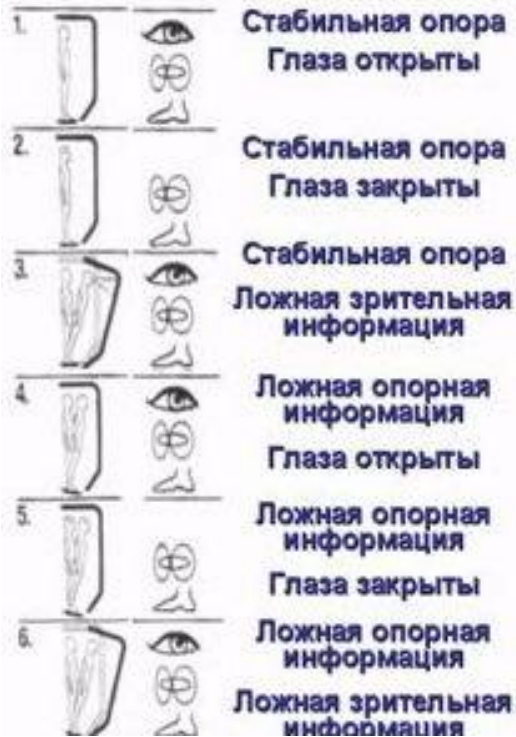 1.
Стабильная опора
Глаза открыты
2.
Стабильная опора
Глаза закрыты
3.
Стабильная опора
Ложная зрительная
информация
4.
Ложная опорная
информация
Глаза открыты
5.
Ложная опорная
информация
Глаза закрыты
6.
Ложная опорная
информация
Ложная зрительная
информация